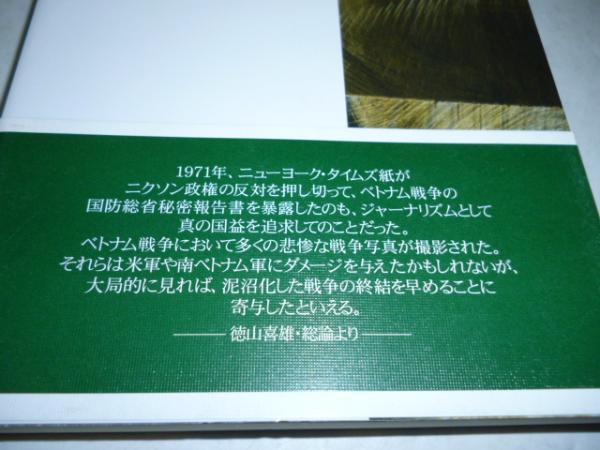 1971年、ニューヨーク・タイムズ紙が
ニクソン政権の反対を押し切って、ベトナム戦争の
国防総省秘密報告書を暴露したのも、ジャーナリズムとして
真の国益を追求してのことだった。
ベトナム戦争において多くの悲惨な戦争写真が撮影された。
それらは米軍や南ベトナム軍にダメージを与えたかもしれないが、
大局的に見れば、泥沼化した戦争の終結を早めることに
寄与したといえる。
――― 徳山喜雄・総論より ―――